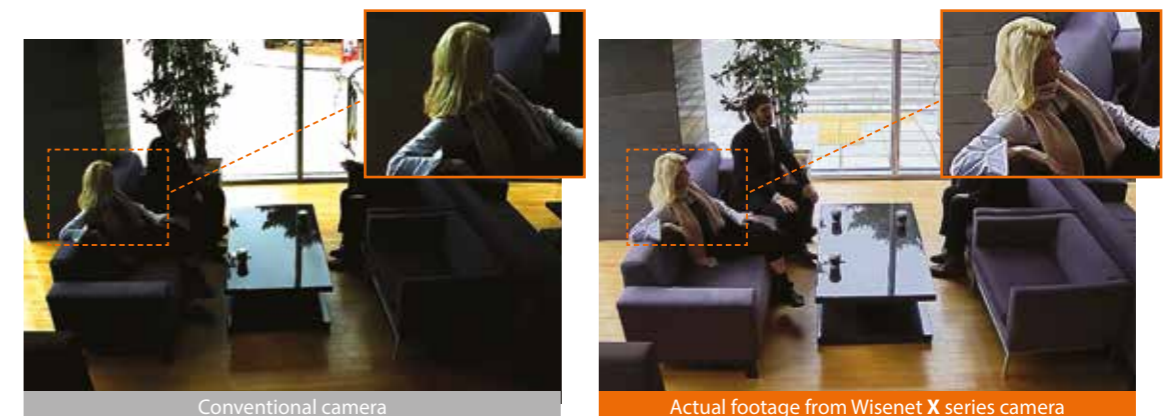 Conventional camera
Actual footage from Wisenet X series camera